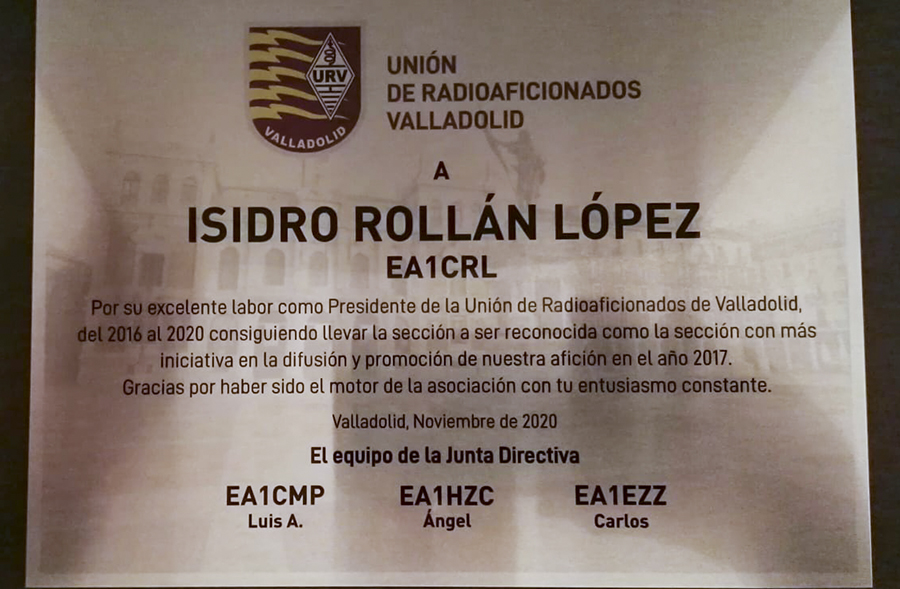 URV
VALLADOLID
UNIÓN
DE RADIOAFICIONADOS
VALLADOLID
A
ISIDRO ROLLÁN LÓPEZ
EA1CRL
Por su excelente labor como Presidente de la Unión de Radioaficionados de Valladolid,
del 2016 al 2020 consiguiendo llevar la sección a ser reconocida como la sección con más
iniciativa en la difusión y promoción de nuestra afición en el año 2017.
Gracias por haber sido el motor de la asociación con tu entusiasmo constante.
Valladolid, Noviembre de 2020
El equipo de la Junta Directiva
EA1CMP EA1HZC EA1EZZ
Luis A. Ángel Carlos